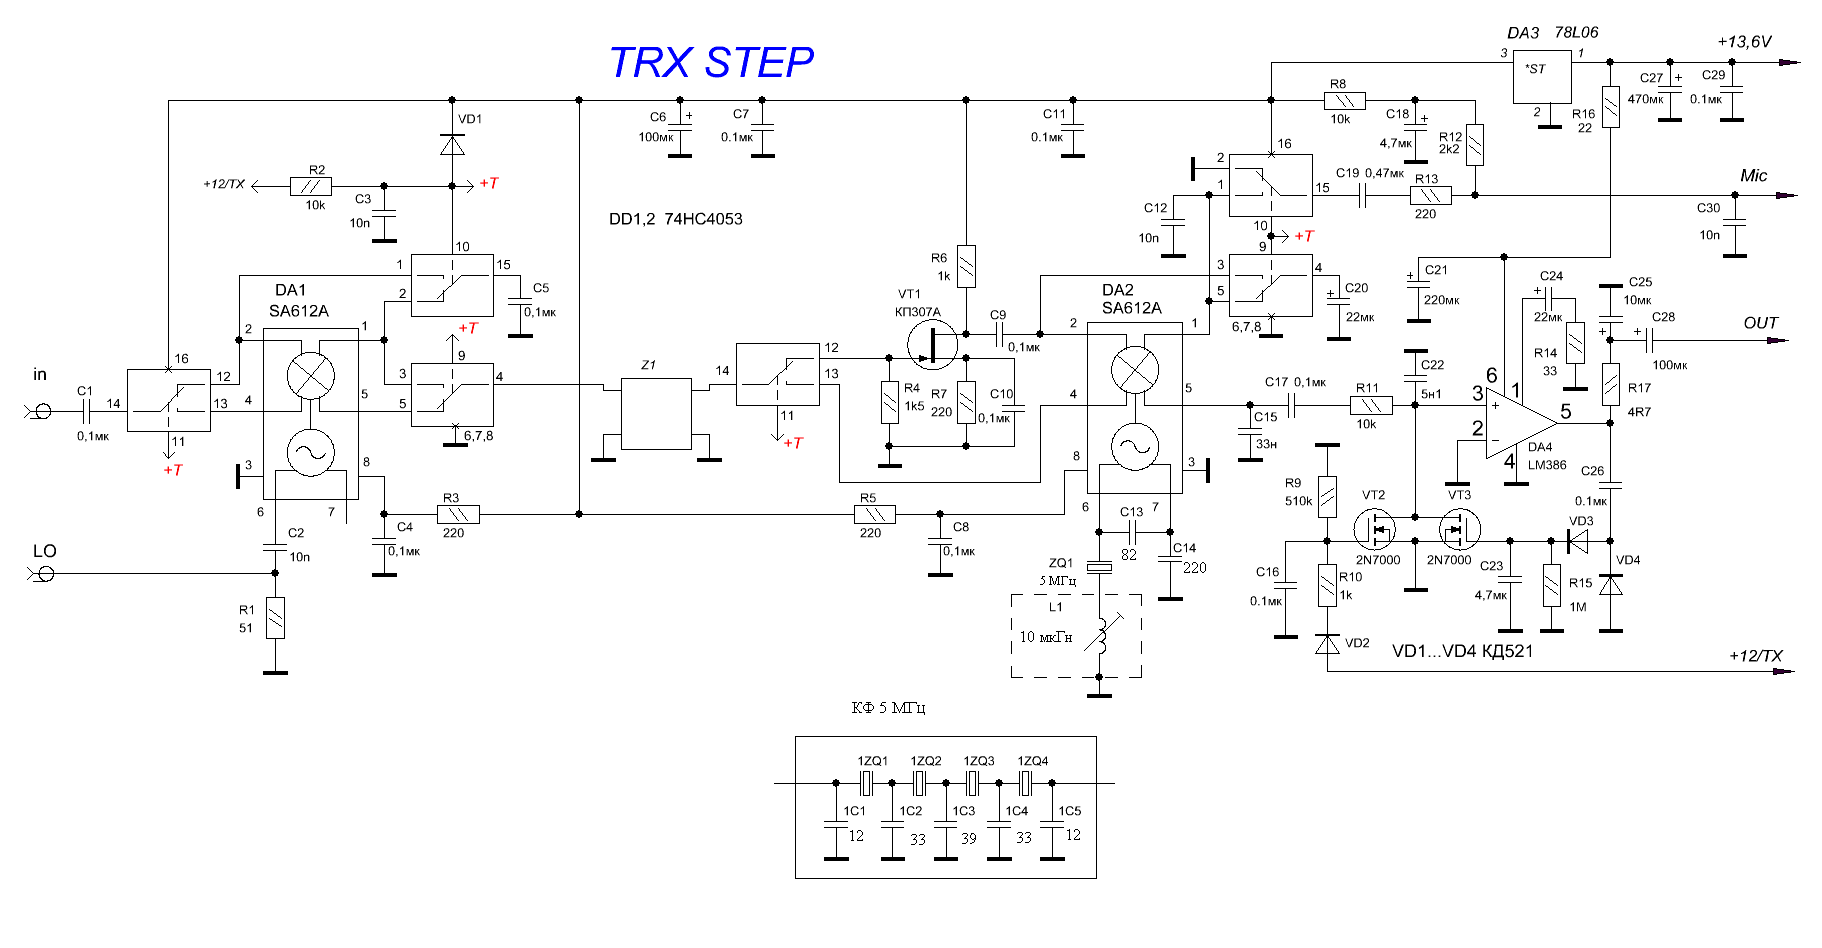 TRX STEP
DA3 78L06
+13,6V
3
*ST
1
2
C27 +
470мк
C29
0.1мк
R16
22
R8
10k
C18 +
4,7мк
R12
2k2
VD1
C6 +
100мк
C7
0.1мк
C11
0.1мк
16
2
1
15
C19 0,47мк
R13
220
Mic
C30
10n
C12
10n
10
+T
9
+12/TX
R2
10k
C3
10n
+T
DD1,2 74HC4053
10
1
2
15
C5
0,1мк
DA1
SA612A
16
2
1
4
5
3
8
6
7
in
C1
0,1мк
14
12
13
11
+T
+T
9
3
5
4
6,7,8
Z1
14
12
13
11
+T
R6
1k
VT1
КП307А
C9
0,1мк
R4
1k5
R7
220
C10
0,1мк
DA2
SA612A
2
1
4
5
8
3
6
7
3
5
4
6,7,8
+
C20
22мк
+
C21
220мк
C22
5н1
+
C24
22мк
R14
33
C25
10мк
+
+
C28
100мк
OUT
R17
4R7
C17 0,1мк
C15
33н
R11
10k
3
2
6
1
5
4
+
−
DA4
LM386
C26
0.1мк
R9
510k
VT2
2N7000
VT3
2N7000
VD3
VD4
C16
0.1мк
R10
1k
C23
4,7мк
R15
1M
VD2
VD1...VD4 КД521
+12/TX
LO
C2
10n
R1
51
C4
0,1мк
R3
220
R5
220
C8
0,1мк
C13
82
C14
220
ZQ1
5 МГц
L1
10 мкГн
КФ 5 МГц
1ZQ1 1ZQ2 1ZQ3 1ZQ4
1C1 1C2 1C3 1C4 1C5
12 33 39 33 12